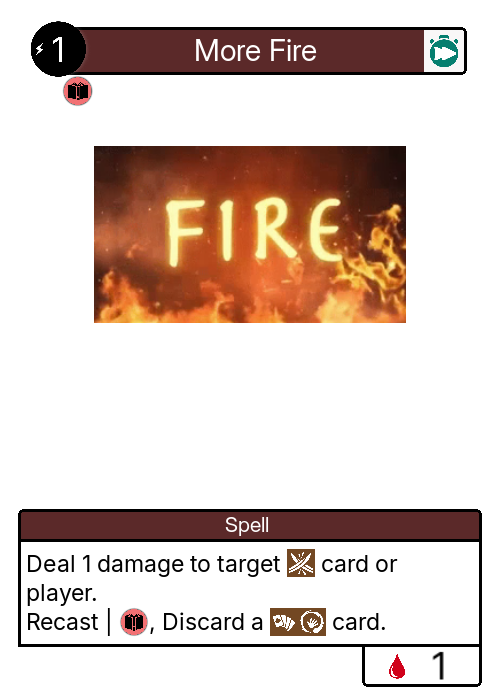 1
More Fire
FIRE
Spell
Deal 1 damage to target card or
player.
Recast | , Discard a card.
1